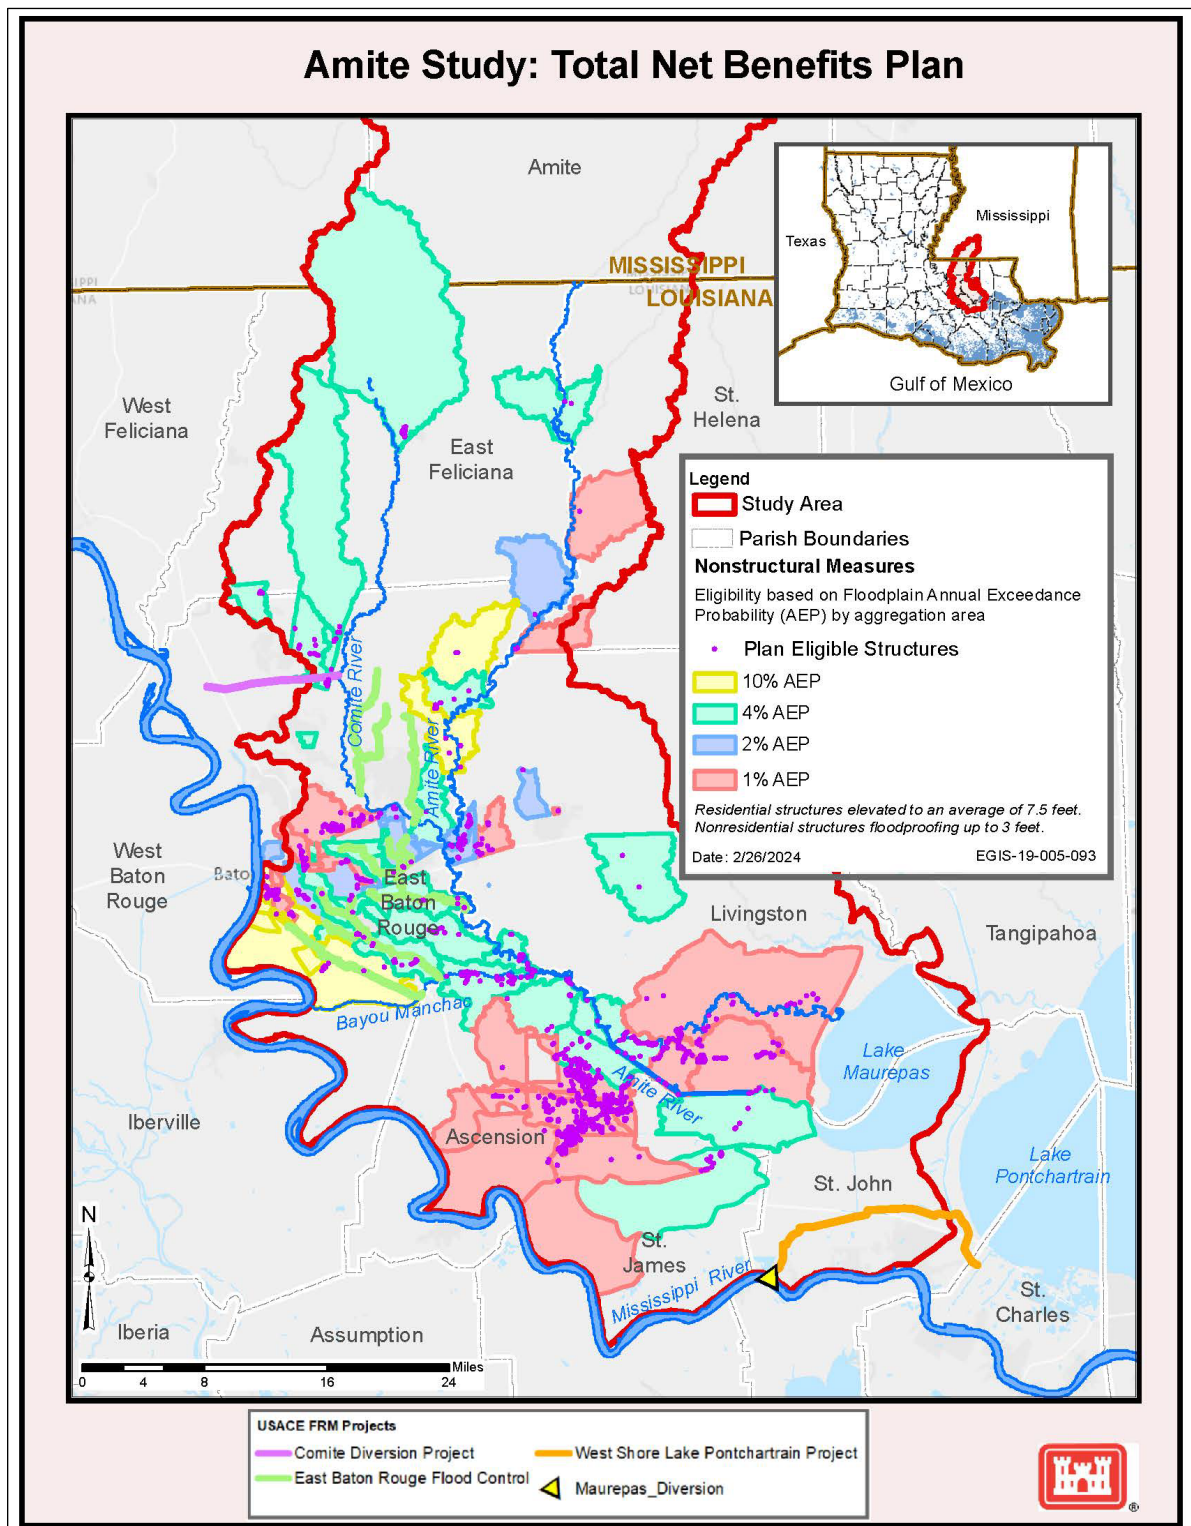 Amite Study: Total Net Benefits Plan
Amite
Mississippi
Texas
Gulf of Mexico
MISSISSIPPI
LOUISIANA
West
Feliciana
East
Feliciana
St.
Helena
Legend
Study Area
Parish Boundaries
Nonstructural Measures
Eligibility based on Floodplain Annual Exceedance
Probability (AEP) by aggregation area
Plan Eligible Structures
10% AEP
4% AEP
2% AEP
1% AEP
Residential structures elevated to an average of 7.5 feet.
Nonresidential structures floodproofing up to 3 feet.
Date: 2/26/2024
EGIS-19-005-093
Comite River
Amite River
West
Baton
Rouge
Bato
East
Baton
Rouge
Livingston
Tangipahoa
Bayou Manchac
Lake
Maurepas
Amite River
Iberville
Ascension
Lake
Pontchartrain
St. John
St.
James
Mississippi River
St.
Charles
N
Iberia
Assumption
Miles
0 4 8 16 24
USACE FRM Projects
Comite Diversion Project
West Shore Lake Pontchartrain Project
East Baton Rouge Flood Control
Maurepas_Diversion
®